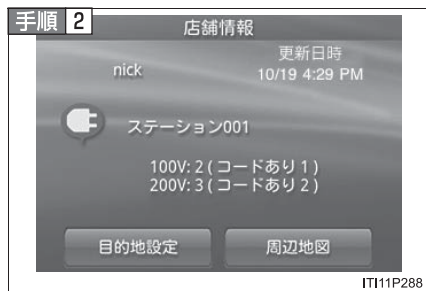 手順 2
店舗情報
更新日時
nick
10/19 4:29 PM
ステーション001
100V: 2 ( コードあり 1 )
200V: 3 ( コードあり 2 )
目的地設定 周辺地図
ITI11P288